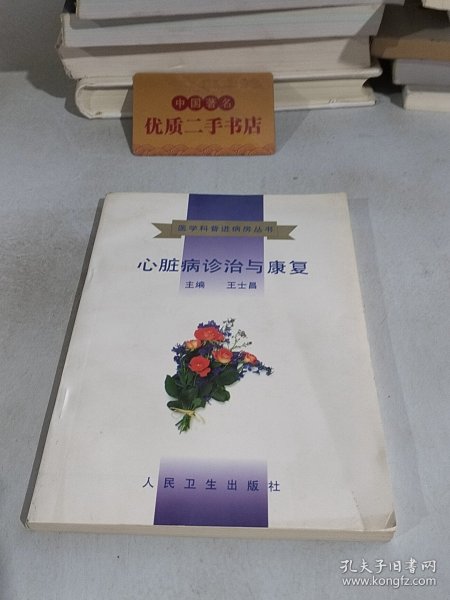 中国著名
优质二手书店
医学科普进病房丛书
心脏病诊治与康复
主编 王士昌
人民卫生出版社
孔夫子旧书网
www.kongfz.com